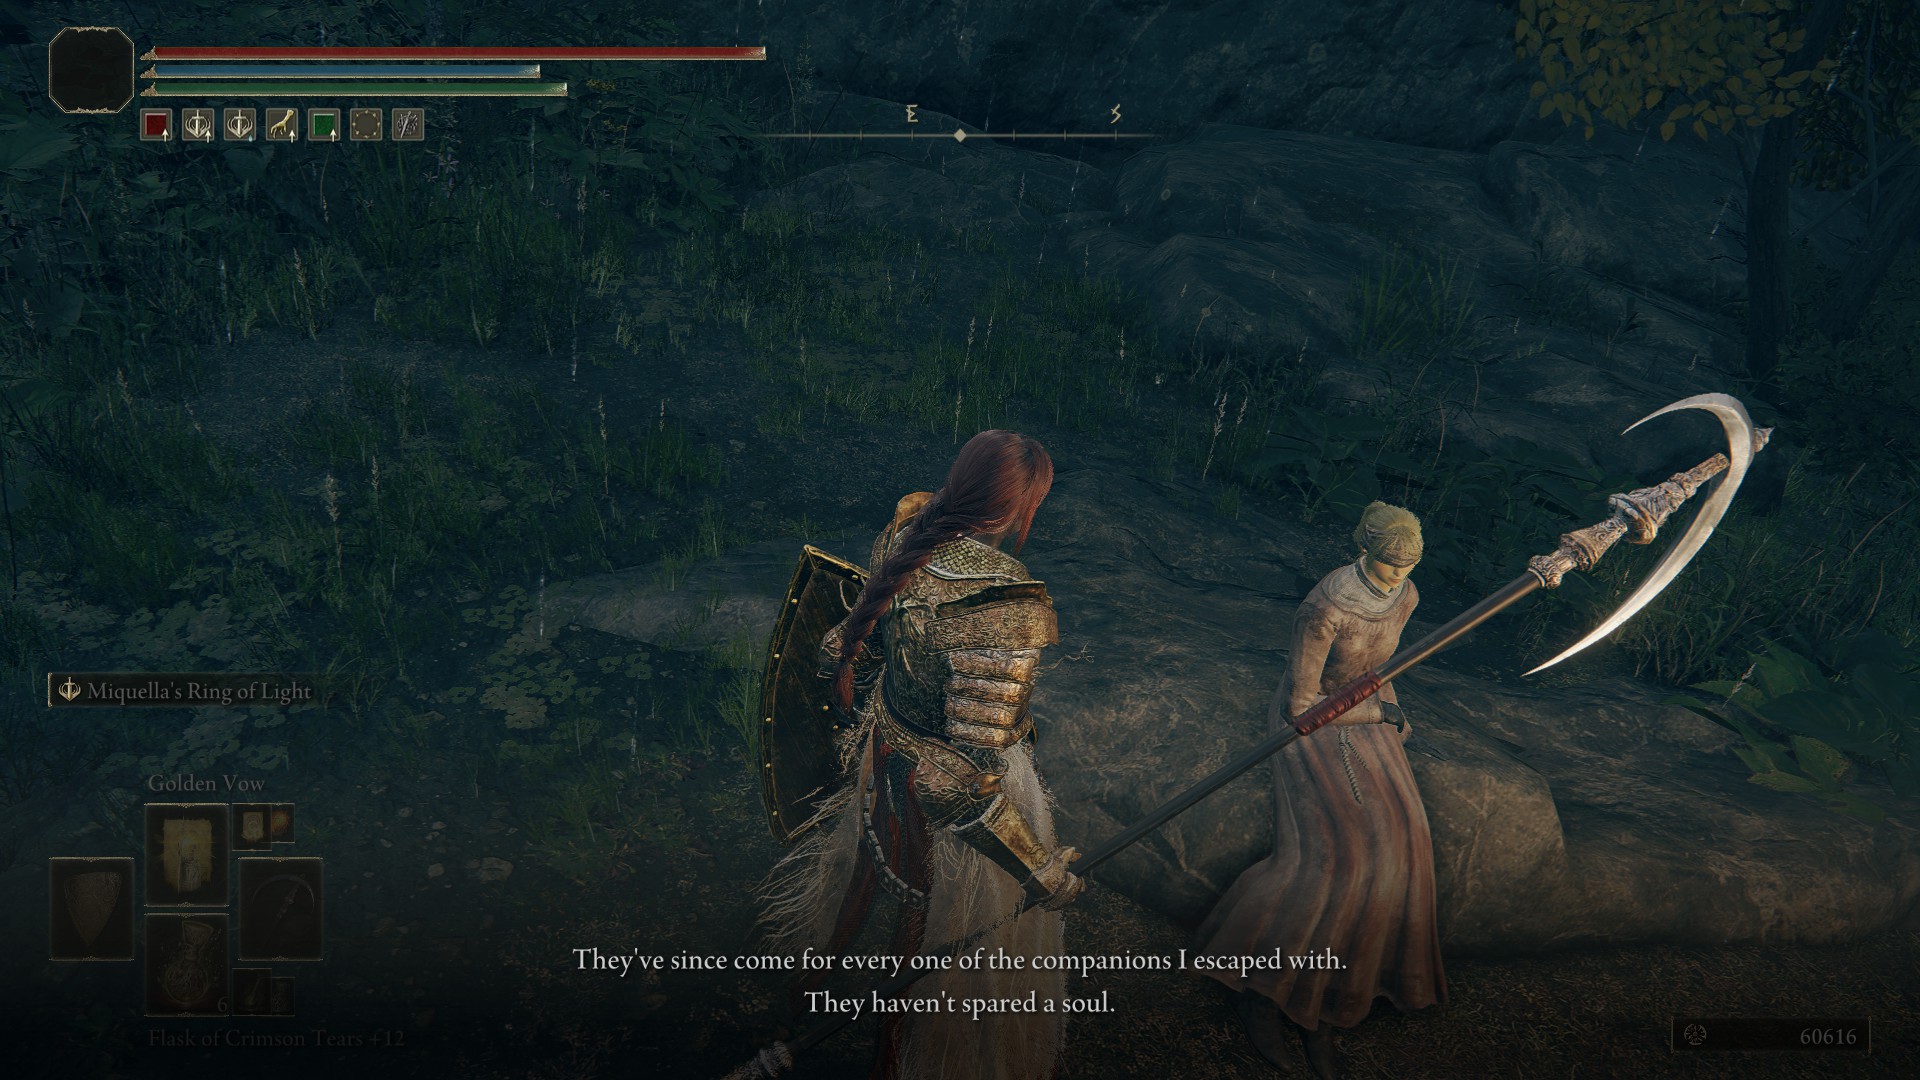 E S
Miquella's Ring of Light
Golden Vow
6
Flask of Crimson Tears +12
They've since come for every one of the companions I escaped with.
They haven't spared a soul.
60616